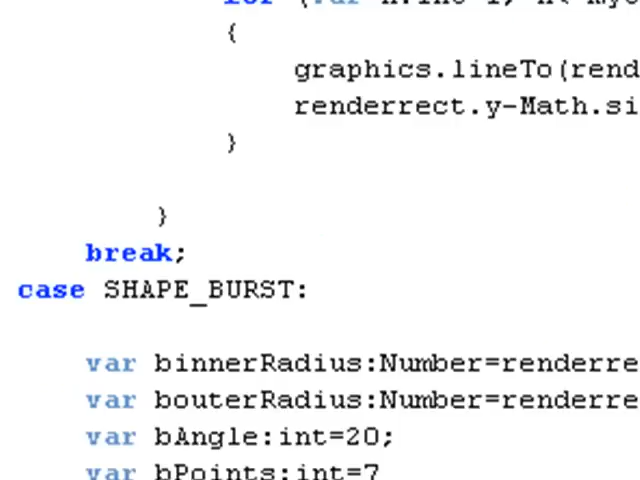 {
graphics.lineTo(rend
renderrect.y-Math.si
}
}
break;
case SHAPE_BURST:
var binnerRadius:Number=renderre
var bouterRadius:Number=renderre
var bAngle:int=20;
var bPoints:int=7